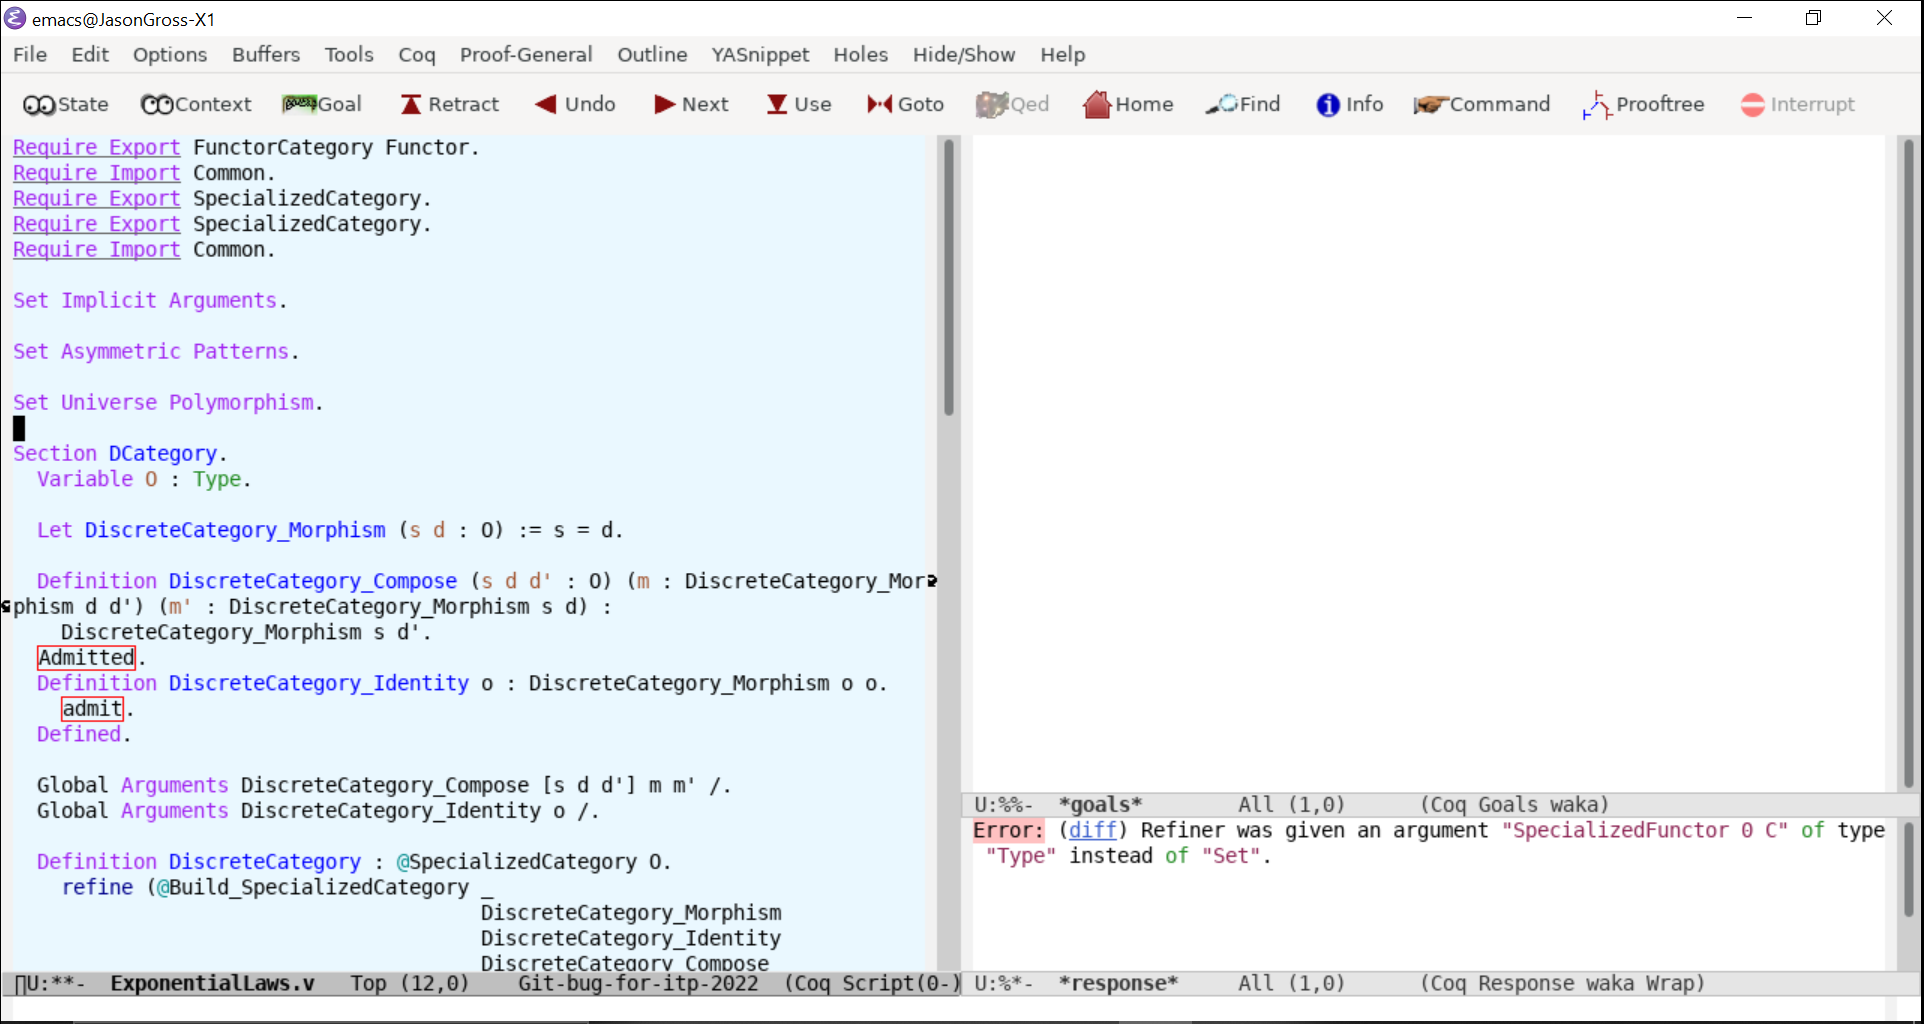 emacs@JasonGross-X1
File Edit Options Buffers Tools Coq Proof-General Outline YASnippet Holes Hide/Show Help
State Context Goal Retract Undo Next Use Goto Qed Home Find Info Command Prooftree Interrupt
Require Export FunctorCategory Functor.
Require Import Common.
Require Export SpecializedCategory.
Require Export SpecializedCategory.
Require Import Common.
Set Implicit Arguments.
Set Asymmetric Patterns.
Set Universe Polymorphism.
Section DCategory.
Variable O : Type.
Let DiscreteCategory_Morphism (s d : O) := s = d.
Definition DiscreteCategory_Compose (s d d' : O) (m : DiscreteCategory_Mor
phism d d') (m' : DiscreteCategory_Morphism s d) :
DiscreteCategory_Morphism s d'.
Admitted.
Definition DiscreteCategory_Identity o : DiscreteCategory_Morphism o o.
admit.
Defined.
Global Arguments DiscreteCategory_Compose [s d d'] m m' /.
Global Arguments DiscreteCategory_Identity o /.
Definition DiscreteCategory : @SpecializedCategory O.
refine (@Build_SpecializedCategory _
DiscreteCategory_Morphism
DiscreteCategory_Identity
DiscreteCategory_Compose
U:**- ExponentialLaws.v Top (12,0) Git-bug-for-itp-2022 (Coq Script(0-)
U:%%- *goals* All (1,0) (Coq Goals waka)
Error: (diff) Refiner was given an argument "SpecializedFunctor 0 C" of type
"Type" instead of "Set".
U:%*- *response* All (1,0) (Coq Response waka Wrap)